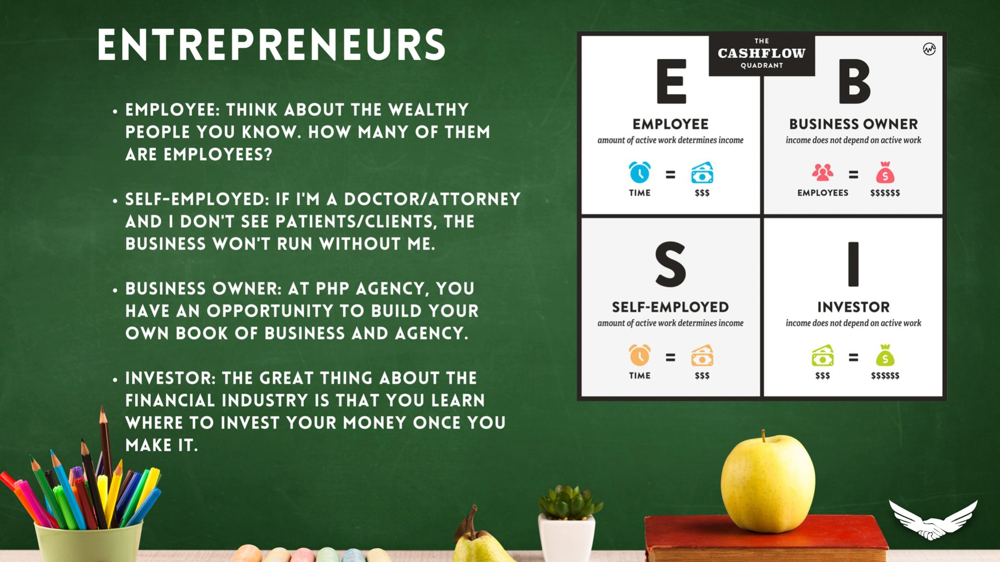 ENTREPRENEURS
• EMPLOYEE: THINK ABOUT THE WEALTHY
PEOPLE YOU KNOW. HOW MANY OF THEM
ARE EMPLOYEES?
• SELF-EMPLOYED: IF I'M A DOCTOR/ATTORNEY
AND I DON'T SEE PATIENTS/CLIENTS, THE
BUSINESS WON'T RUN WITHOUT ME.
• BUSINESS OWNER: AT PHP AGENCY, YOU
HAVE AN OPPORTUNITY TO BUILD YOUR
OWN BOOK OF BUSINESS AND AGENCY.
• INVESTOR: THE GREAT THING ABOUT THE
FINANCIAL INDUSTRY IS THAT YOU LEARN
WHERE TO INVEST YOUR MONEY ONCE YOU
MAKE IT.
THE
CASHFLOW
QUADRANT
E
EMPLOYEE
amount of active work determines income
=
TIME $$$
B
BUSINESS OWNER
income does not depend on active work
$
=
EMPLOYEES $$$$$$
S
SELF-EMPLOYED
amount of active work determines income
=
TIME $$$
I
INVESTOR
income does not depend on active work
$
=
$$$ $$$$$$